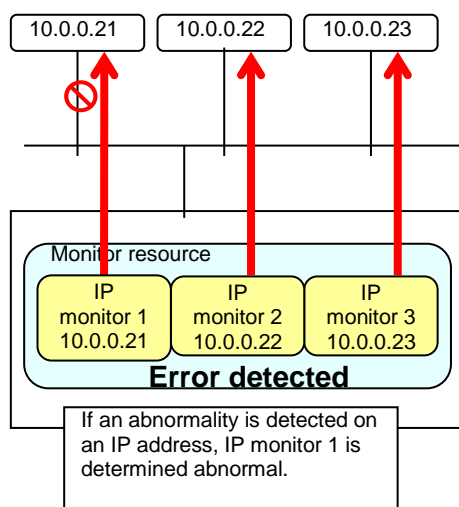 10.0.0.21 10.0.0.22 10.0.0.23
Monitor resource
IP
monitor 1
10.0.0.21
IP
monitor 2
10.0.0.22
IP
monitor 3
10.0.0.23
Error detected
If an abnormality is detected on
an IP address, IP monitor 1 is
determined abnormal.